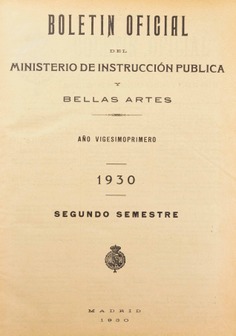 BOLETIN OFICIAL
DEL
MINISTERIO DE INSTRUCCIÓN PUBLICA
Y
BELLAS ARTES
AÑO VIGESIMOPRIMERO
1930
SEGUNDO SEMESTRE
MADRID
1930